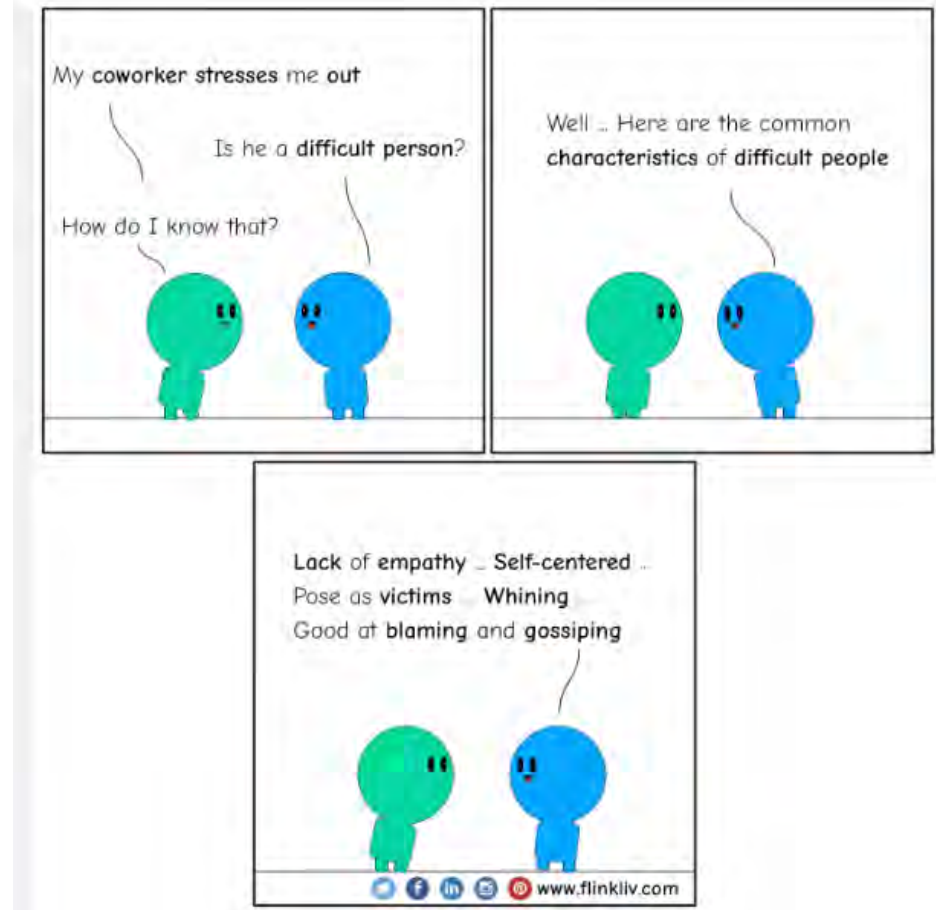 My coworker stresses me out
Is he a difficult person?
How do I know that?
Well ... Here are the common
characteristics of difficult people
Lack of empathy ... Self-centered ...
Pose as victims ... Whining
Good at blaming and gossiping
www.flinkliv.com